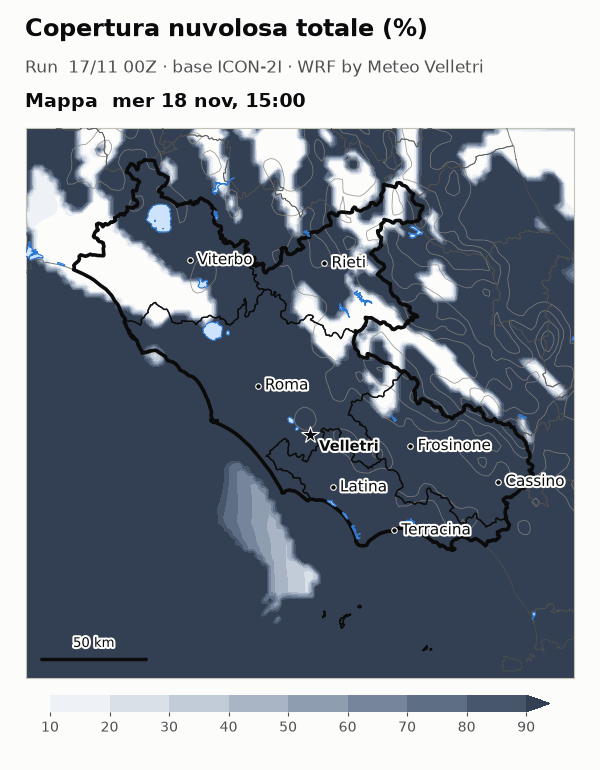 Copertura nuvolosa totale (%)
Run  17/11 00Z · base ICON-2I · WRF by Meteo Velletri
Mappa  mer 18 nov, 15:00
Viterbo
Rieti
Roma
Velletri
Frosinone
Cassino
Latina
Terracina
50 km
10 20 30 40 50 60 70 80 90